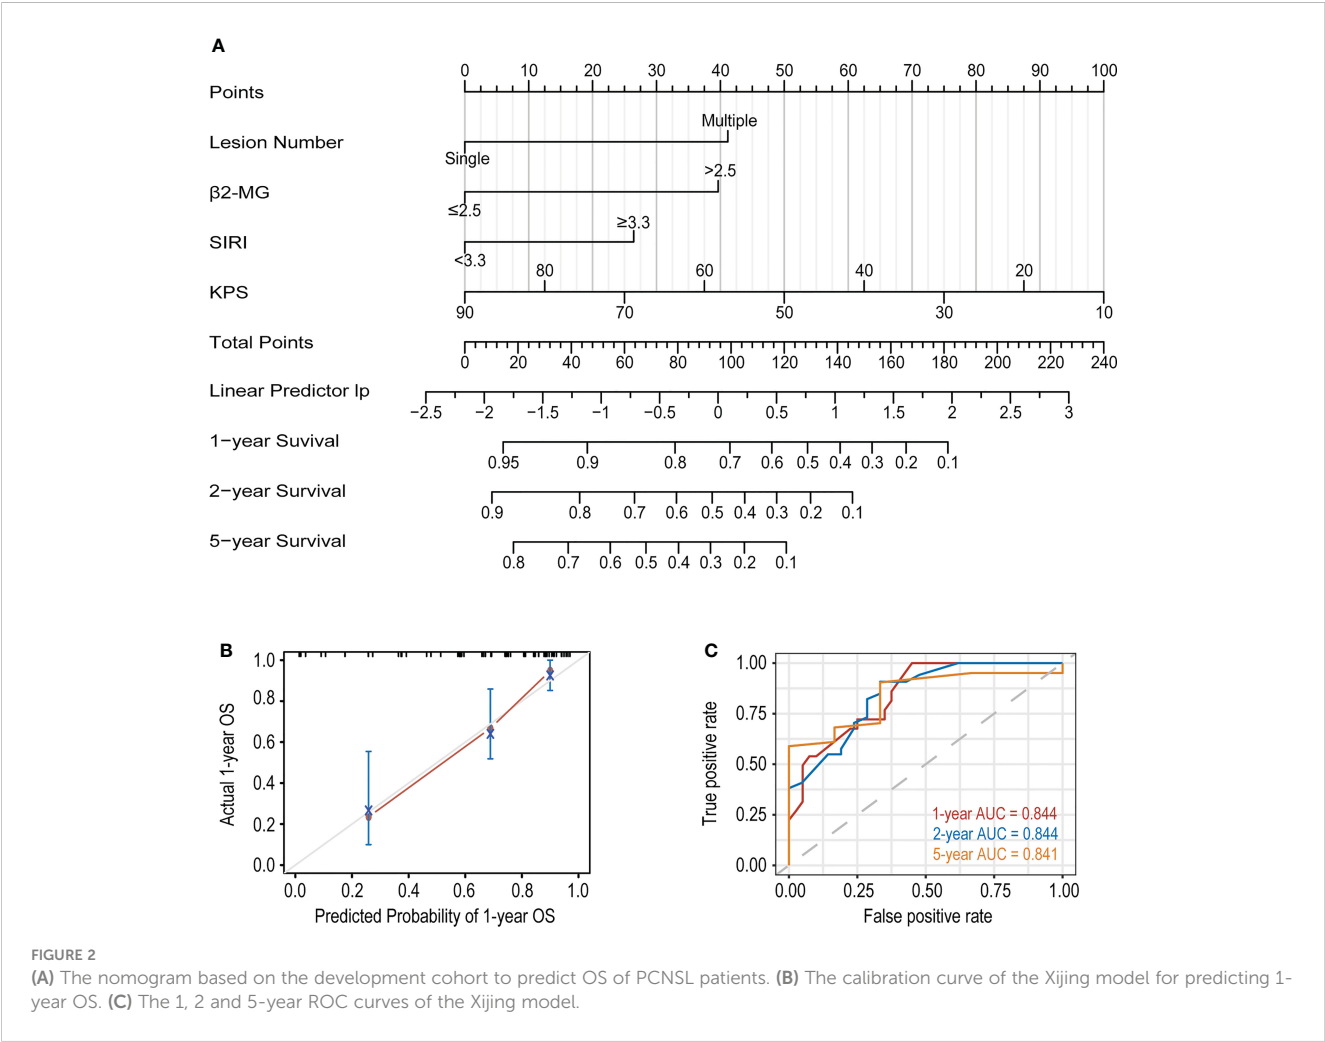 A
0 10 20 30 40 50 60 70 80 90 100
Points
Multiple
Lesion Number
Single
>2.5
β2-MG
≤2.5
≥3.3
SIRI
<3.3
80 60 40 20
KPS
90 70 50 30 10
Total Points
0 20 40 60 80 100 120 140 160 180 200 220 240
Linear Predictor lp
−2.5 −2 −1.5 −1 −0.5 0 0.5 1 1.5 2 2.5 3
1−year Suvival
0.95 0.9 0.8 0.7 0.6 0.5 0.4 0.3 0.2 0.1
2−year Survival
0.9 0.8 0.7 0.6 0.5 0.4 0.3 0.2 0.1
5−year Survival
0.8 0.7 0.6 0.5 0.4 0.3 0.2 0.1
B
Actual 1-year OS
1.0
0.8
0.6
0.4
0.2
0.0
0.0 0.2 0.4 0.6 0.8 1.0
Predicted Probability of 1-year OS
C
True positive rate
1.00
0.75
0.50
0.25
0.00
1-year AUC = 0.844
2-year AUC = 0.844
5-year AUC = 0.841
0.00 0.25 0.50 0.75 1.00
False positive rate
FIGURE 2
(A) The nomogram based on the development cohort to predict OS of PCNSL patients. (B) The calibration curve of the Xijing model for predicting 1-
year OS. (C) The 1, 2 and 5-year ROC curves of the Xijing model.